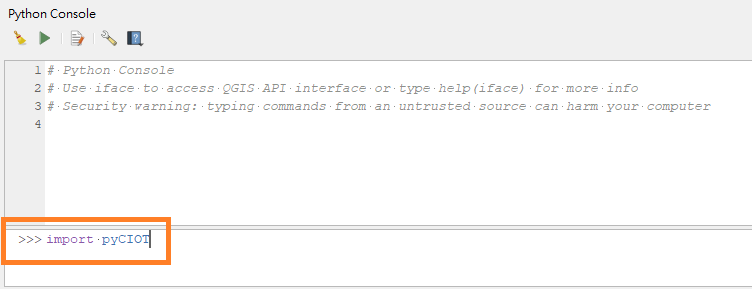 Python Console
1 # Python Console
2 # Use iface to access QGIS API interface or type help(iface) for more info
3 # Security warning: typing commands from an untrusted source can harm your computer
4
>>> import pyCIOT